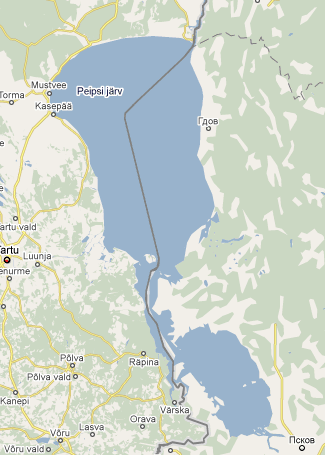 Mustvee
Peipsi järv
Torma
Kasepää
Гдов
artu vald
artu
Luunja
enurme
Põlva
Räpina
Põlva vald
Kanepi
Värska
Orava
Lasva
Võru
Võru vald
Псков